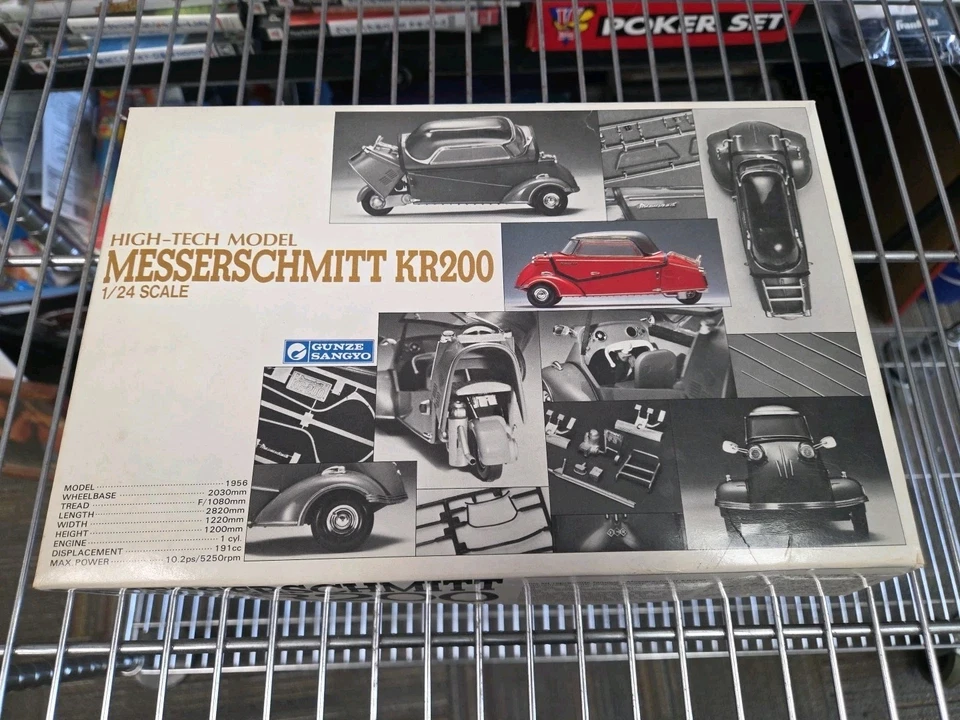 POKER SET
HIGH-TECH MODEL
MESSERSCHMITT KR200
1/24 SCALE
GUNZE
SANGYO
MODEL 1956
WHEELBASE 2030mm
TREAD F/1080mm
LENGTH 2820mm
WIDTH 1220mm
HEIGHT 1200mm
ENGINE 1 cyl.
DISPLACEMENT 191cc
MAX. POWER 10.2ps/5250rpm